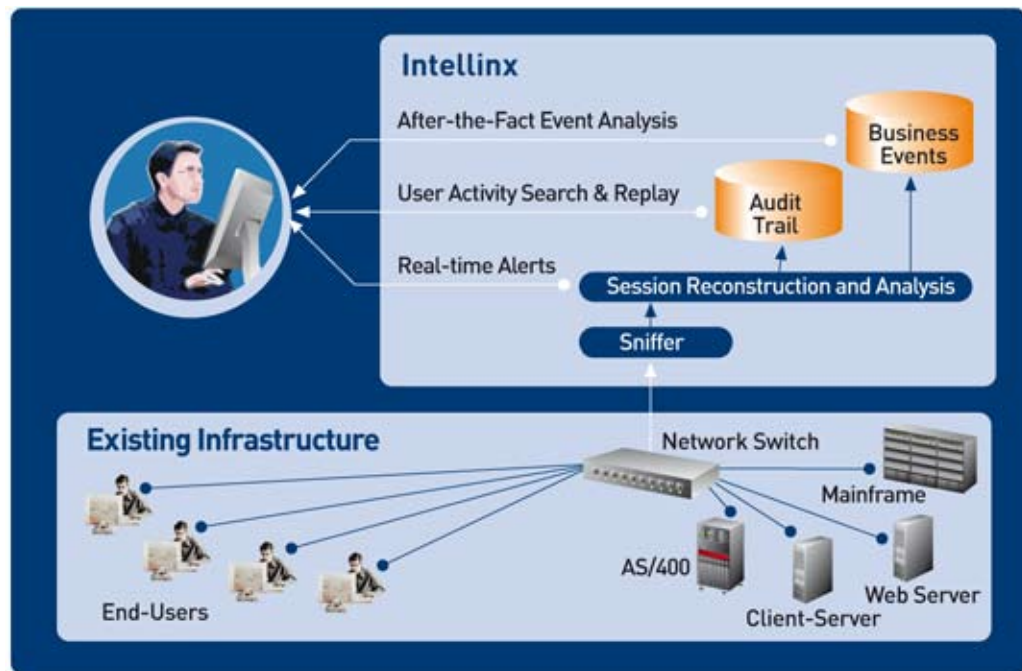 Intellinx
After-the-Fact Event Analysis
Business
Events
User Activity Search & Replay
Audit
Trail
Real-time Alerts
Session Reconstruction and Analysis
Sniffer
Existing Infrastructure
Network Switch
Mainframe
AS/400
Web Server
Client-Server
End-Users